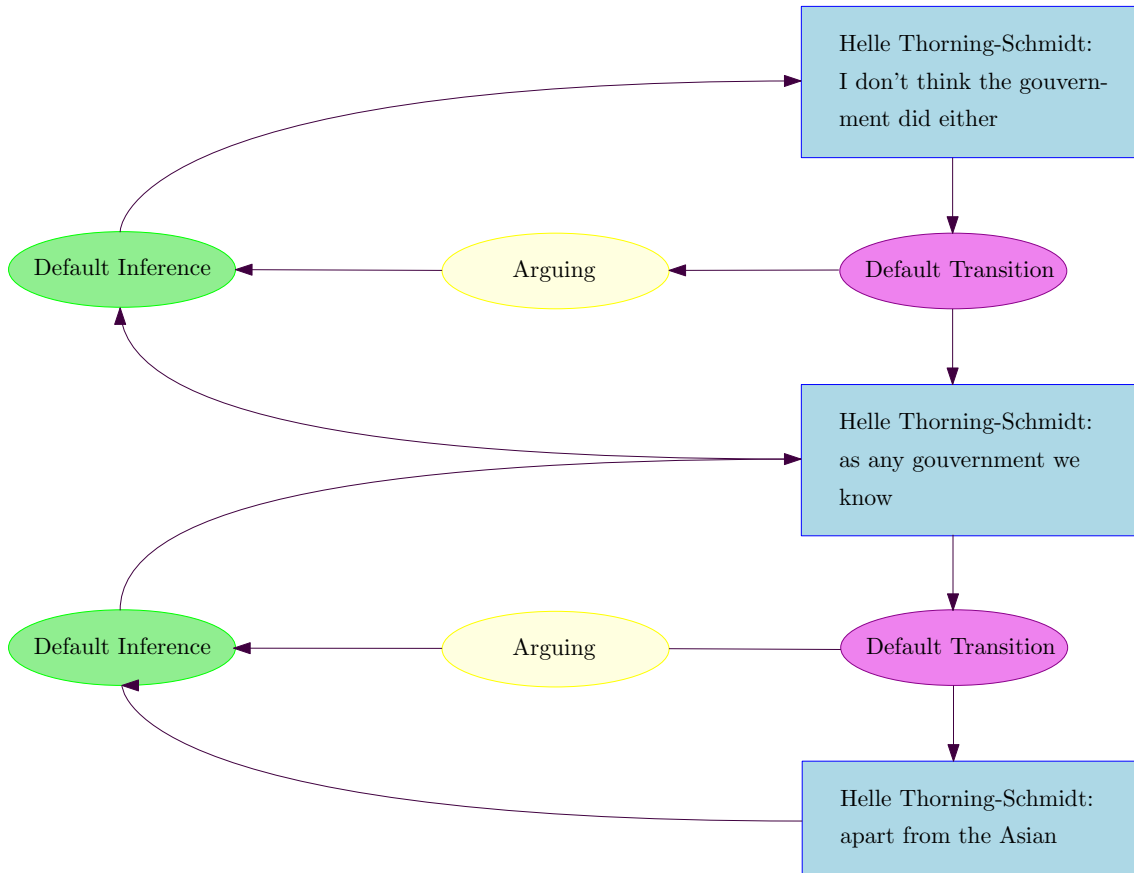 Helle Thorning-Schmidt:
I don't think the gouvern-
ment did either
Default Inference
Arguing
Default Transition
Helle Thorning-Schmidt:
as any gouvernment we
know
Default Inference
Arguing
Default Transition
Helle Thorning-Schmidt:
apart from the Asian